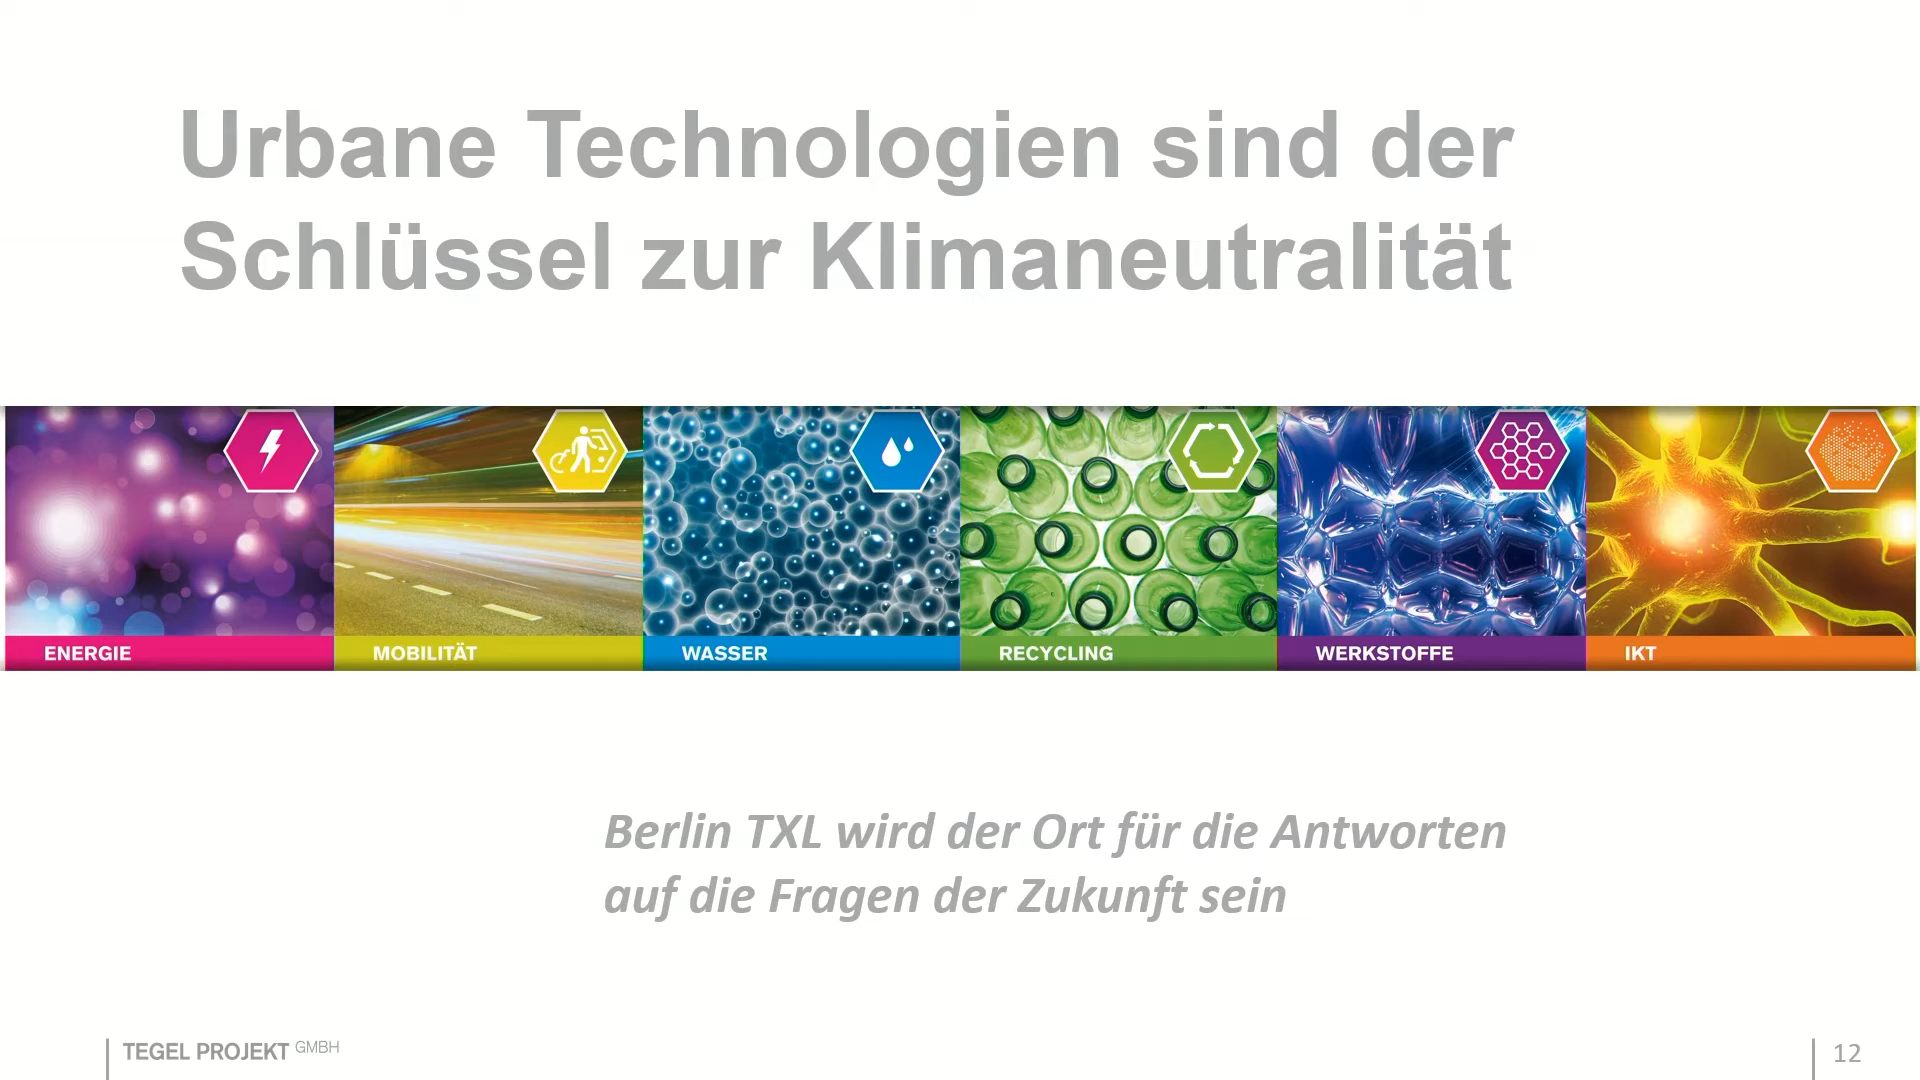 Urbane Technologien sind der
Schlüssel zur Klimaneutralität
ENERGIE
MOBILITÄT
WASSER
RECYCLING
WERKSTOFFE
IKT
Berlin TXL wird der Ort für die Antworten
auf die Fragen der Zukunft sein
TEGEL PROJEKT GMBH
12